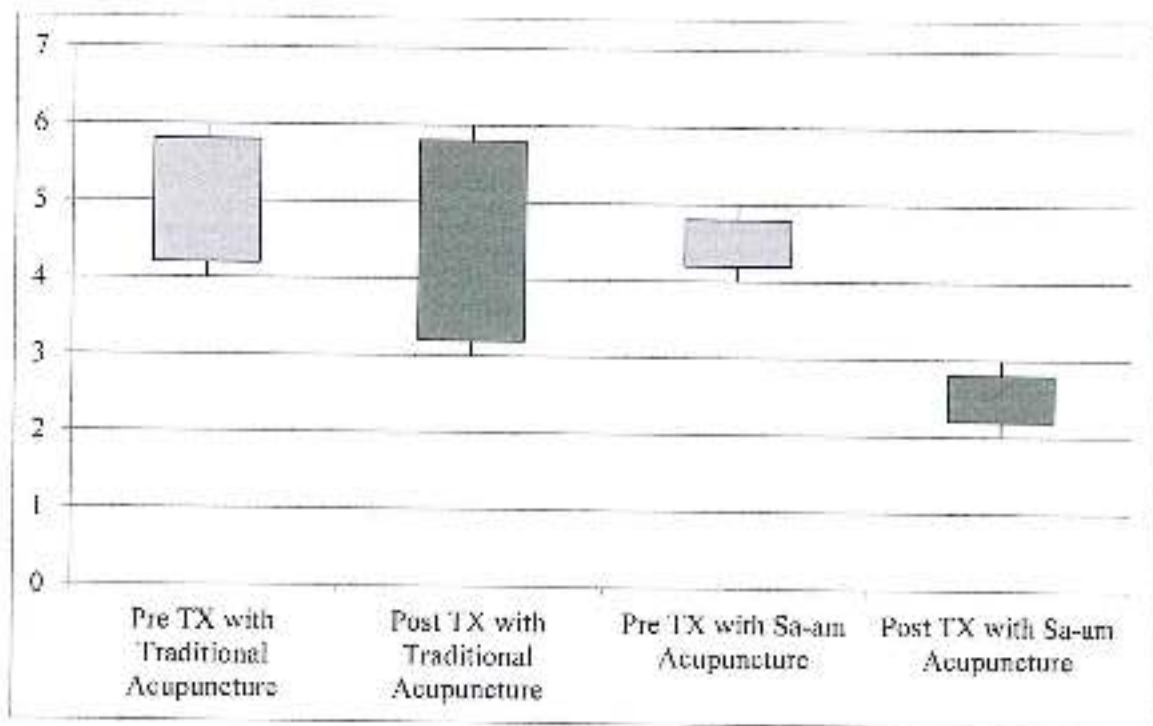 7
6
5
4
3
2
1
0
Pre TX with
Traditional
Acupuncture
Post TX with
Traditional
Acupuncture
Pre TX with Sa-am
Acupuncture
Post TX with Sa-am
Acupuncture